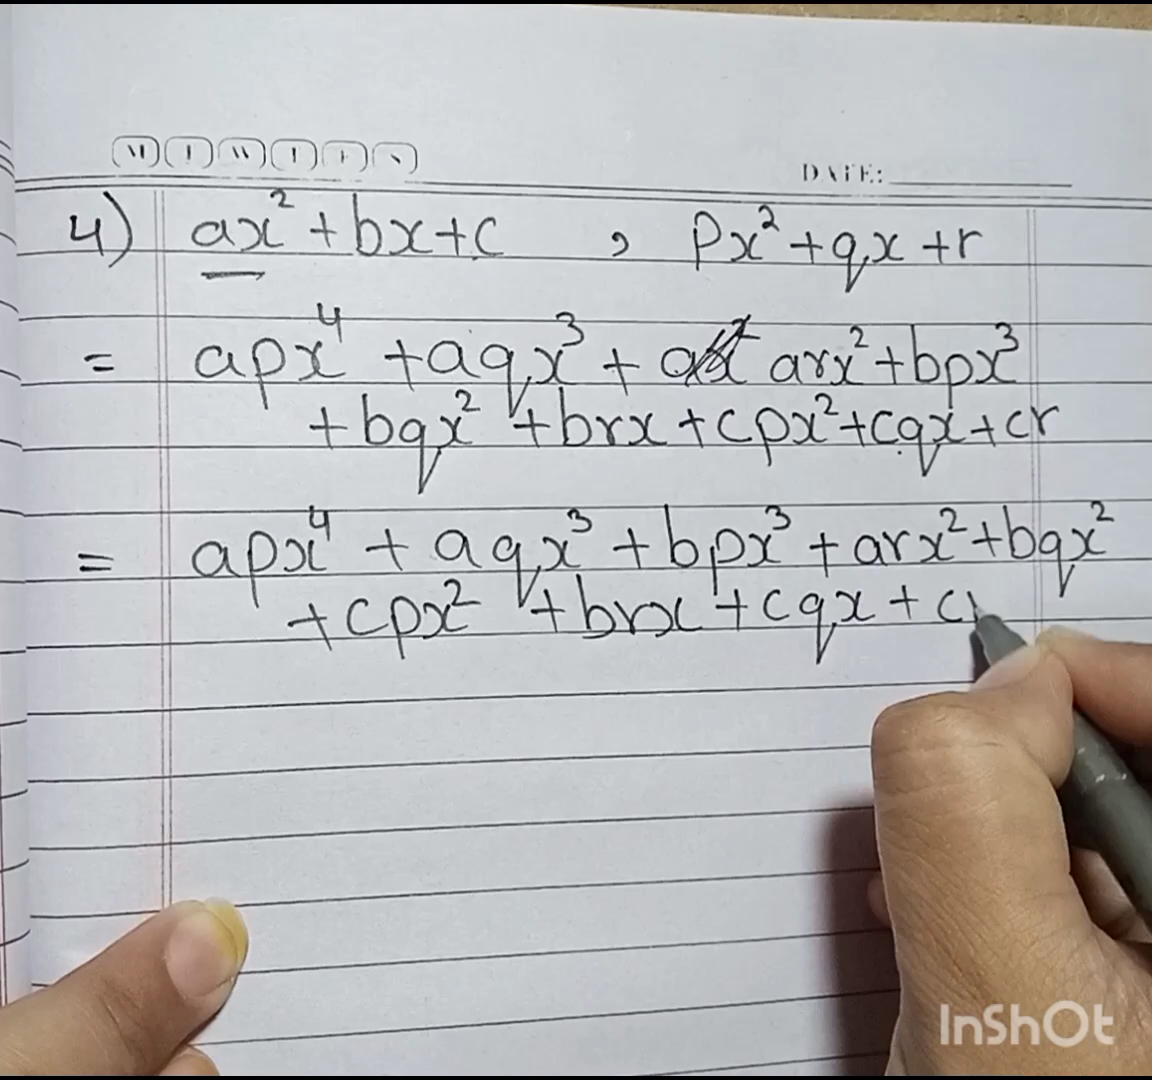 M T W T F S
DATE:
4) ax² + bx + c , px² + qx + r
= apx⁴ + aqx³ + arx² + bpx³
+ bqx² + brx + cpx² + cqx + cr
= apx⁴ + aqx³ + bpx³ + arx² + bqx²
+ cpx² + brx + cqx + c
InShOt